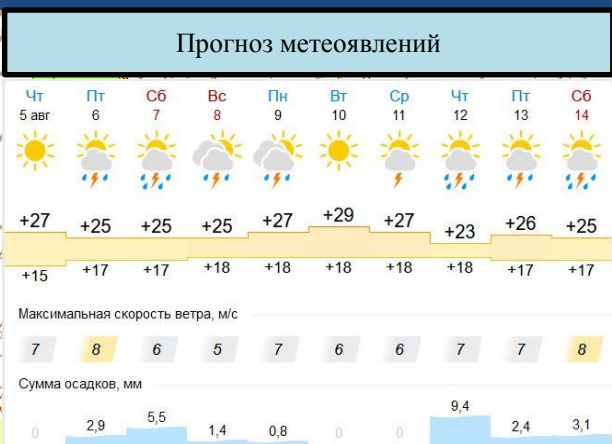 Прогноз метеоявлений
Чт Пт Сб Вс Пн Вт Ср Чт Пт Сб
5 авг 6 7 8 9 10 11 12 13 14
+27 +25 +25 +25 +27 +29 +27 +23 +26 +25
+15 +17 +17 +18 +18 +18 +18 +18 +17 +17
Максимальная скорость ветра, м/с
7 8 6 5 7 6 6 7 7 8
Сумма осадков, мм
0 2,9 5,5 1,4 0,8 0 0 9,4 2,4 3,1